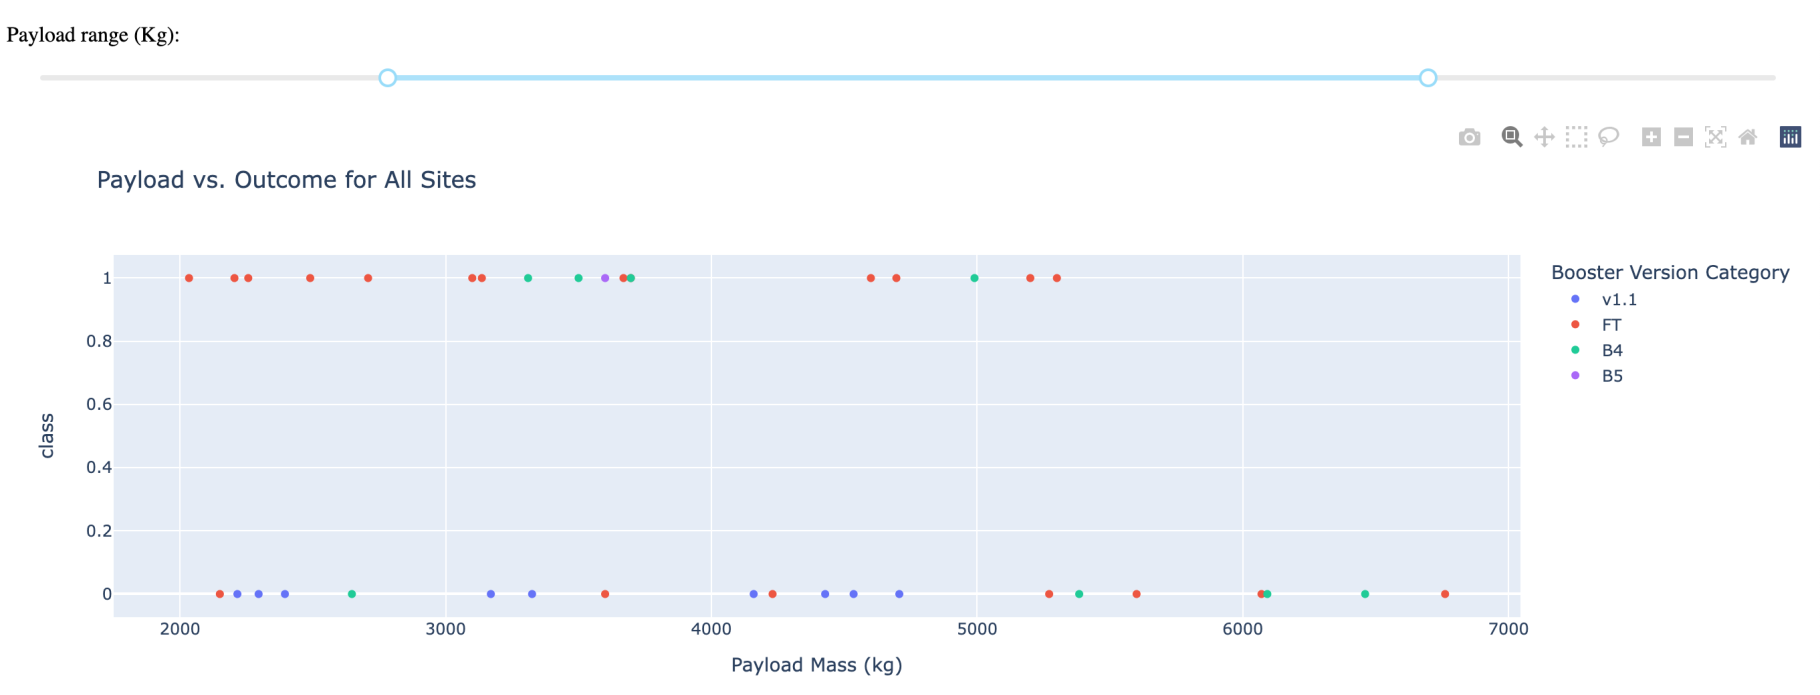 Payload range (Kg):
Payload vs. Outcome for All Sites
Booster Version Category
v1.1
FT
B4
B5
class
1
0.8
0.6
0.4
0.2
0
2000 3000 4000 5000 6000 7000
Payload Mass (kg)